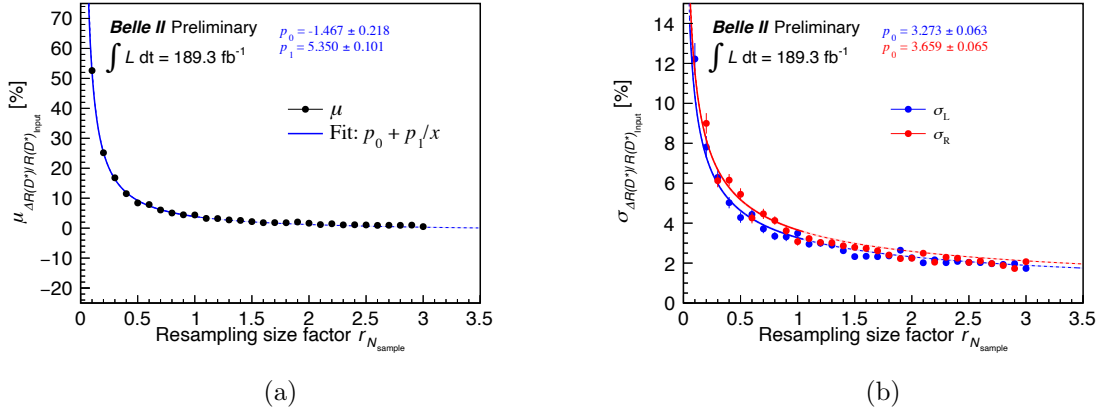 Belle II Preliminary
∫ L dt = 189.3 fb⁻¹
p₀ = -1.467 ± 0.218
p₁ = 5.350 ± 0.101
μ
Fit: p₀ + p₁/x
μ_ΔR(D*)/R(D*)_Input [%]
70
60
50
40
30
20
10
0
−10
−20
0 0.5 1 1.5 2 2.5 3 3.5
Resampling size factor r_N_sample
(a)
Belle II Preliminary
∫ L dt = 189.3 fb⁻¹
p₀ = 3.273 ± 0.063
p₀ = 3.659 ± 0.065
σ_L
σ_R
σ_ΔR(D*)/R(D*)_Input [%]
14
12
10
8
6
4
2
0
0 0.5 1 1.5 2 2.5 3 3.5
Resampling size factor r_N_sample
(b)